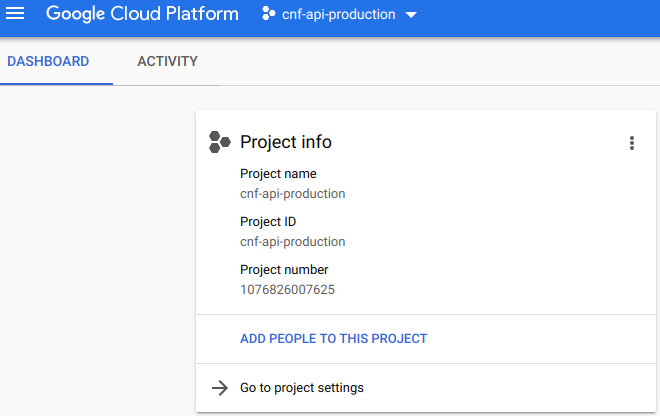 Google Cloud Platform cnf-api-production
DASHBOARD ACTIVITY
Project info
Project name
cnf-api-production
Project ID
cnf-api-production
Project number
1076826007625
ADD PEOPLE TO THIS PROJECT
Go to project settings